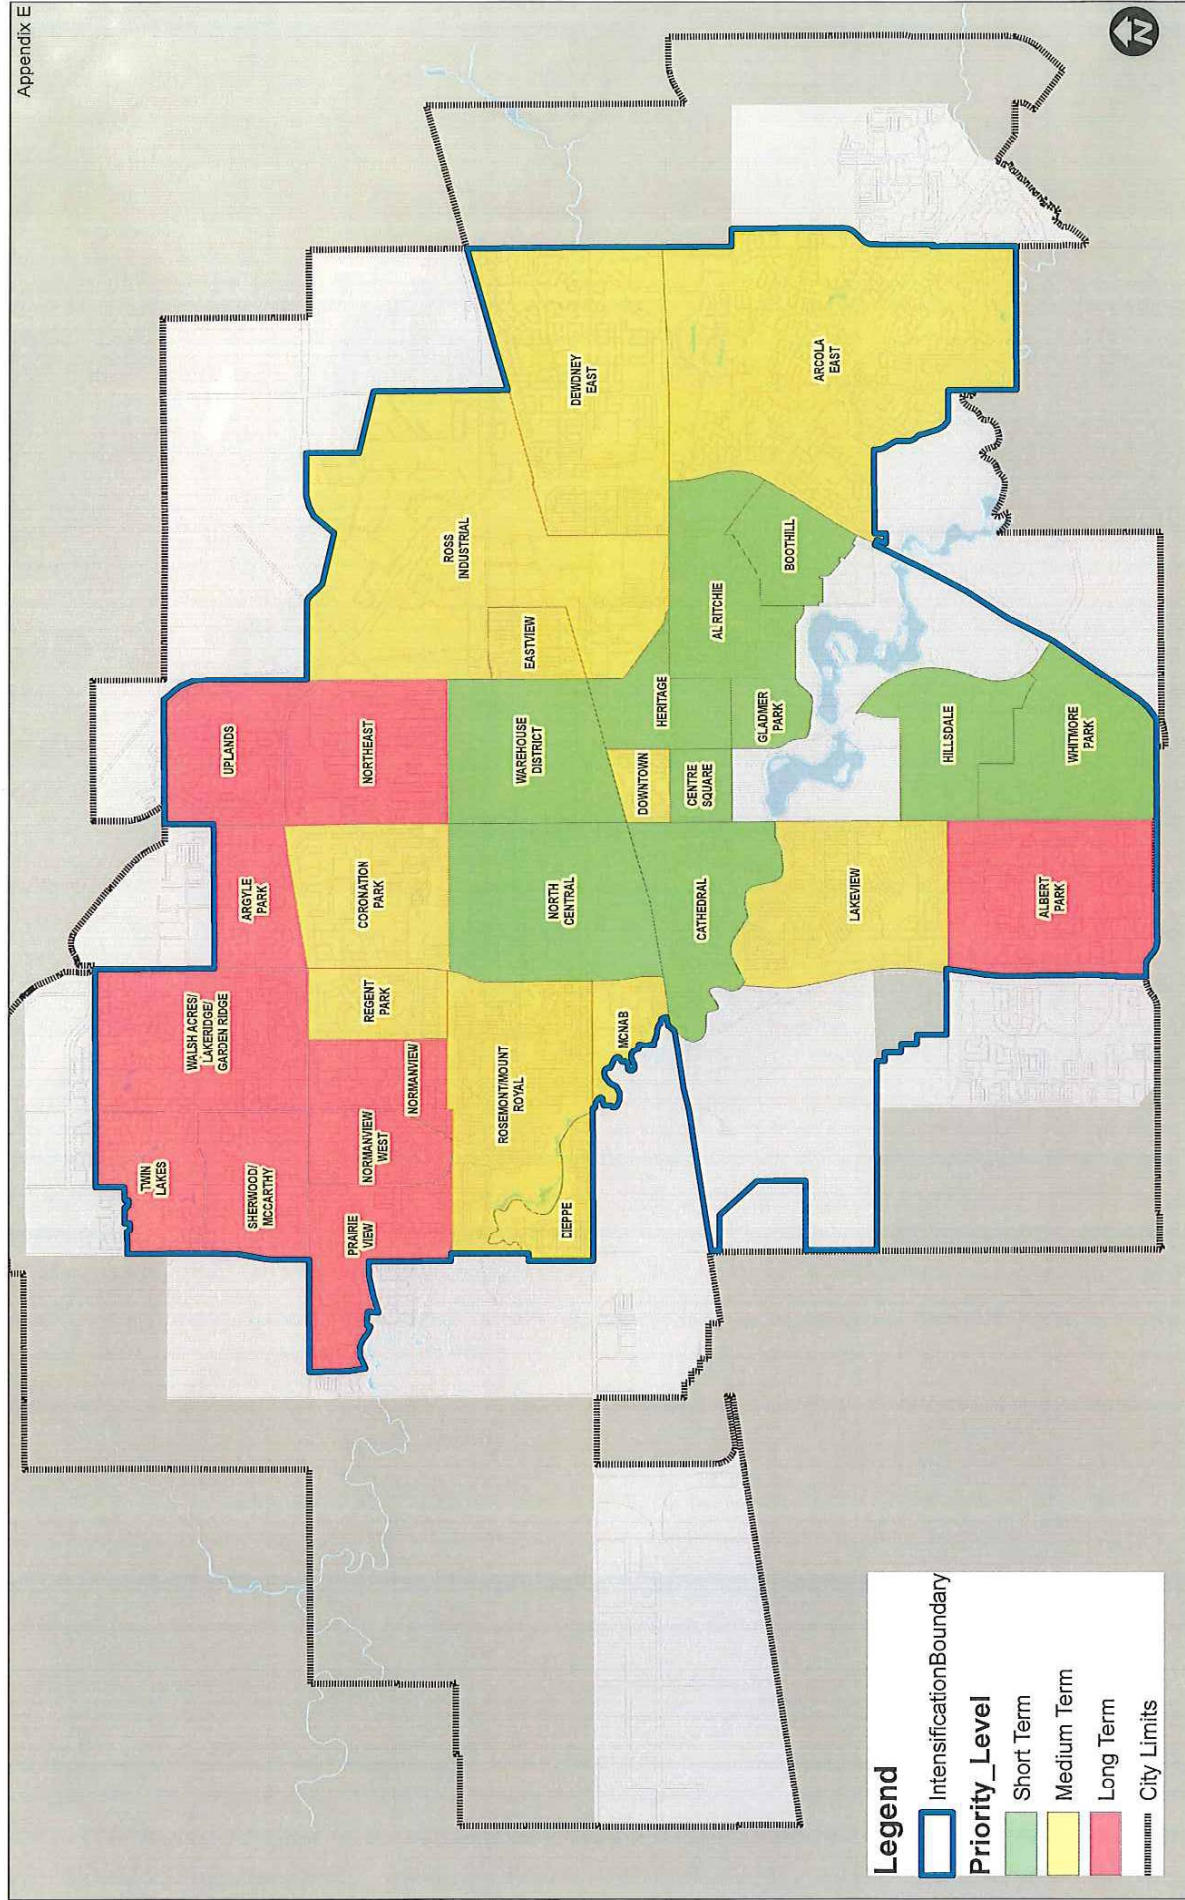 Appendix E
N
TWIN
LAKES
WALSH ACRES/
LAKERIDGE/
GARDEN RIDGE
ARGYLE
PARK
UPLANDS
SHERWOOD/
MCCARTHY
PRAIRIE
VIEW
NORMANVIEW
WEST
NORMANVIEW
REGENT
PARK
CORONATION
PARK
NORTHEAST
ROSS
INDUSTRIAL
ROSEMONT/MOUNT
ROYAL
DIEPPE
MCNAB
NORTH
CENTRAL
WAREHOUSE
DISTRICT
EASTVIEW
DEWDNEY
EAST
DOWNTOWN
HERITAGE
CATHEDRAL
CENTRE
SQUARE
AL RITCHIE
GLADMER
PARK
BOOTHILL
ARCOLA
EAST
LAKEVIEW
HILLSDALE
ALBERT
PARK
WHITMORE
PARK
Legend
IntensificationBoundary
Priority_Level
Short Term
Medium Term
Long Term
City Limits